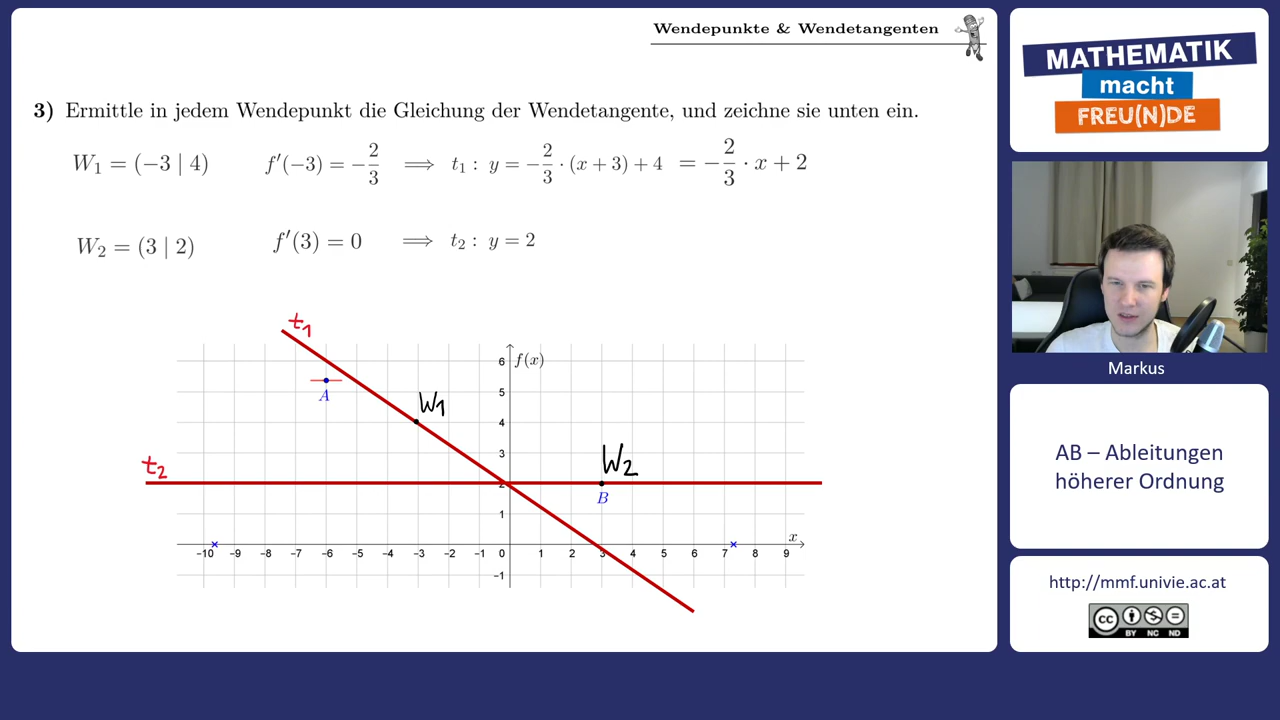 Wendepunkte & Wendetangenten
3) Ermittle in jedem Wendepunkt die Gleichung der Wendetangente, und zeichne sie unten ein.
W₁ = (−3 | 4) f′(−3) = −2/3 ⟹ t₁ : y = −2/3 · (x + 3) + 4 = −2/3 · x + 2
W₂ = (3 | 2) f′(3) = 0 ⟹ t₂ : y = 2
t₁
f(x)
6
A
5
W1
4
3
W2
t₂
2
B
1
x
−10 −9 −8 −7 −6 −5 −4 −3 −2 −1 0 1 2 3 4 5 6 7 8 9
−1
MATHEMATIK
macht
FREU(N)DE
Markus
AB – Ableitungen
höherer Ordnung
http://mmf.univie.ac.at
cc
BY NC ND